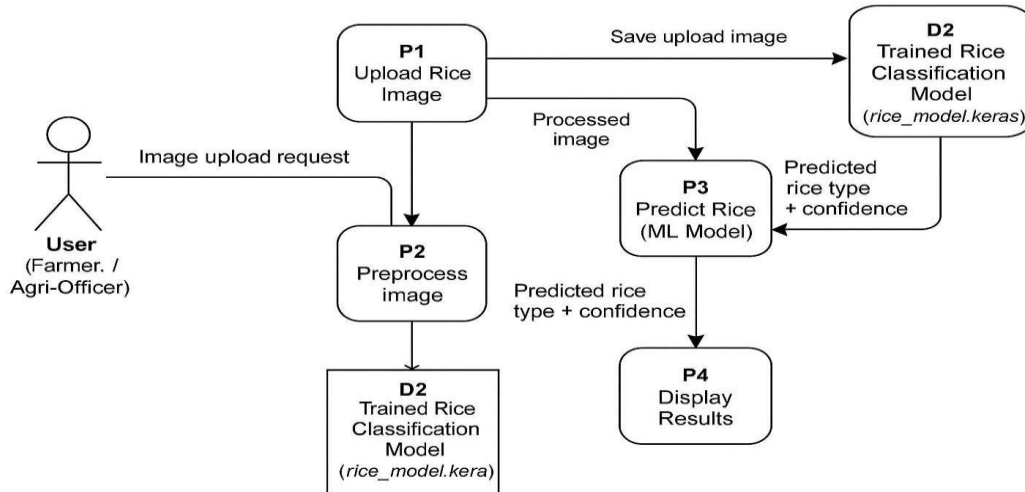 P1
Upload Rice
Image
Save upload image
D2
Trained Rice
Classification
Model
(rice_model.keras)
Processed
image
Image upload request
User
(Farmer. /
Agri-Officer)
P2
Preprocess
image
P3
Predict Rice
(ML Model)
Predicted
rice type
+ confidence
Predicted rice
type + confidence
D2
Trained Rice
Classification
Model
(rice_model.kera)
P4
Display
Results